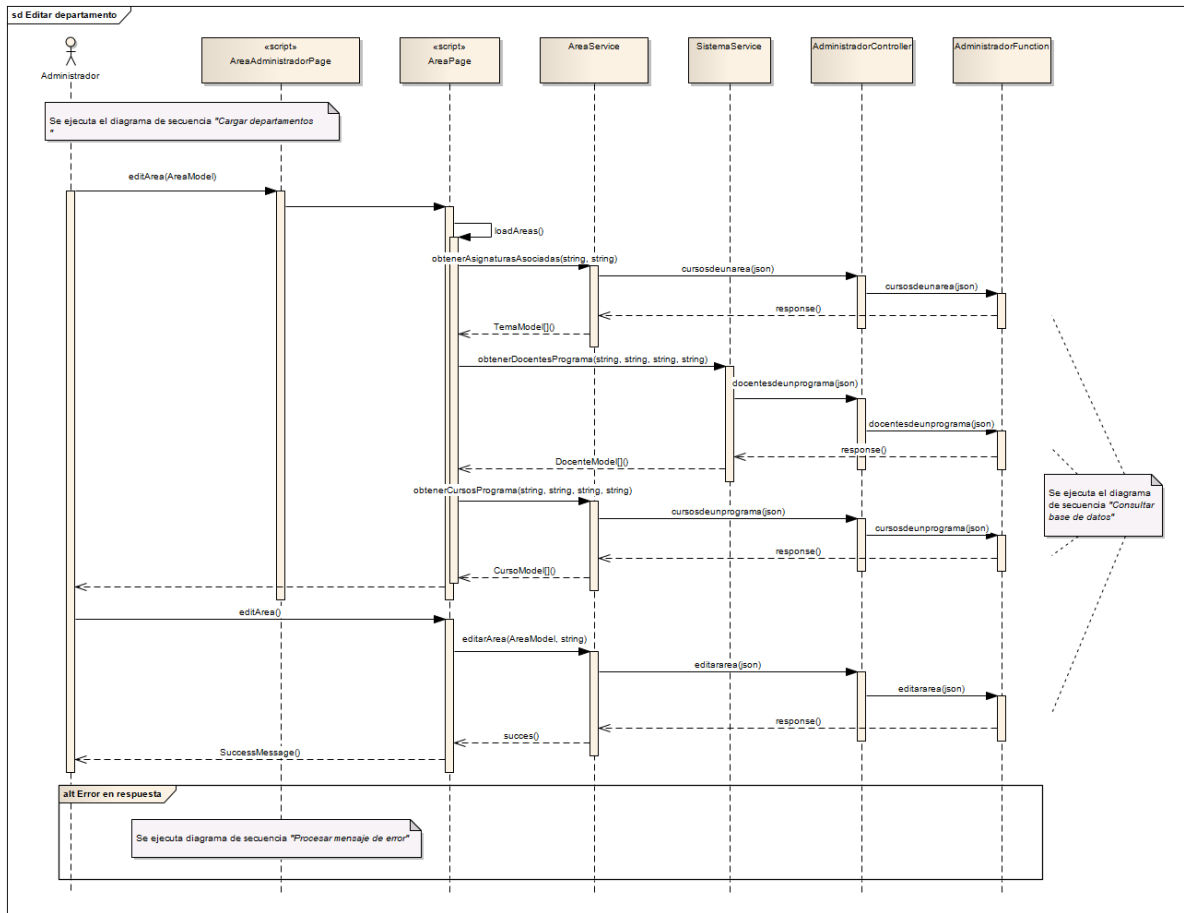 sd Editar departamento
Administrador
«script»
AreaAdministradorPage
«script»
AreaPage
AreaService
SistemaService
AdministradorController
AdministradorFunction
Se ejecuta el diagrama de secuencia "Cargar departamentos
"
editArea(AreaModel)
loadAreas()
obtenerAsignaturasAsociadas(string, string)
cursosdeunarea(json)
cursosdeunarea(json)
response()
TemaModel[]()
obtenerDocentesPrograma(string, string, string, string)
docentesdeunprograma(json)
docentesdeunprograma(json)
response()
DocenteModel[]()
obtenerCursosPrograma(string, string, string, string)
cursosdeunprograma(json)
cursosdeunprograma(json)
response()
CursoModel[]()
Se ejecuta el diagrama
de secuencia "Consultar
base de datos"
editArea()
editarArea(AreaModel, string)
editararea(json)
editararea(json)
response()
succes()
SuccessMessage()
alt Error en respuesta
Se ejecuta diagrama de secuencia "Procesar mensaje de error"